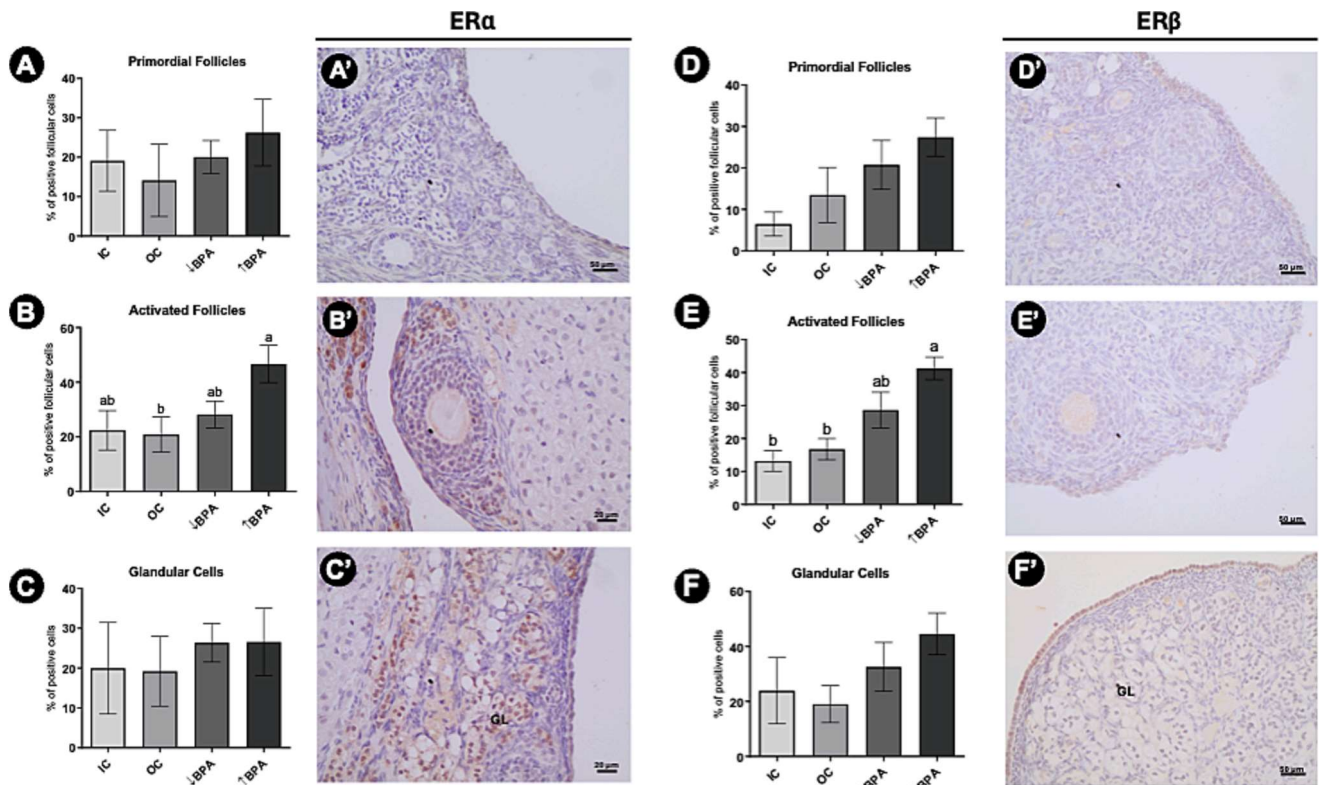 ERα
ERβ
A
Primordial Follicles
% of positive follicular cells
40
30
20
10
0
IC
OC
↓BPA
↑BPA
A'
50 µm
D
Primordial Follicles
% of positive follicular cells
40
30
20
10
0
IC
OC
↓BPA
↑BPA
D'
50 µm
B
Activated Follicles
% of positive follicular cells
60
40
20
0
ab
b
ab
a
IC
OC
↓BPA
↑BPA
B'
20 µm
E
Activated Follicles
% of positive follicular cells
50
40
30
20
10
0
b
b
ab
a
IC
OC
↓BPA
↑BPA
E'
50 µm
C
Glandular Cells
% of positive cells
40
30
20
10
0
IC
OC
↓BPA
↑BPA
C'
GL
20 µm
F
Glandular Cells
% of positive cells
60
40
20
0
IC
OC
BPA
↑BPA
F'
GL
50 µm